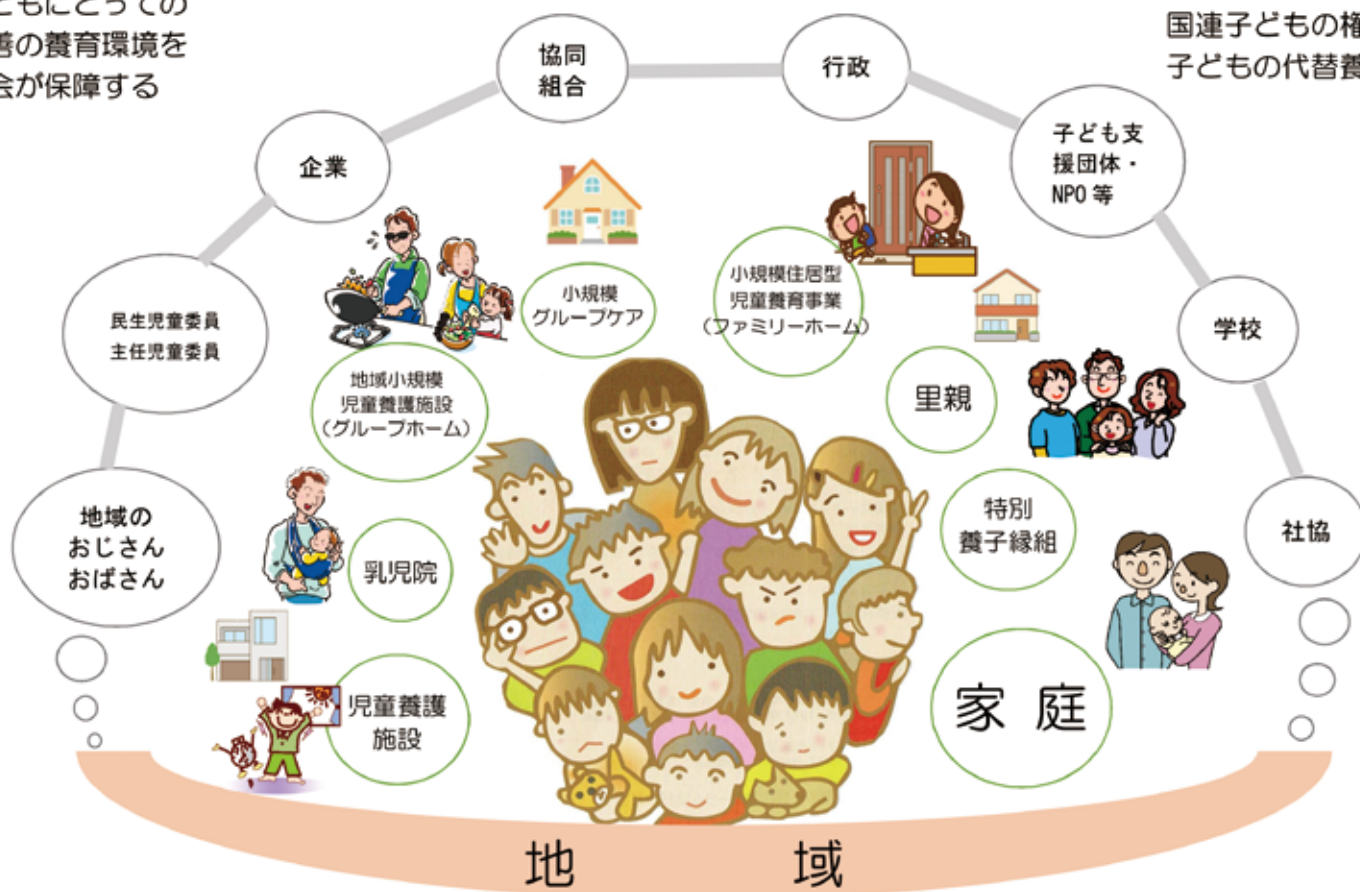 どもにとっての
善の養育環境を
会が保障する
国連子どもの権
子どもの代替養
協同
組合
行政
企業
子ども支
援団体・
NPO 等
民生児童委員
主任児童委員
学校
地域の
おじさん
おばさん
社協
小規模
グループケア
小規模住居型
児童養育事業
（ファミリーホーム）
地域小規模
児童養護施設
（グループホーム）
里親
乳児院
特別
養子縁組
児童養護
施設
家 庭
地 域